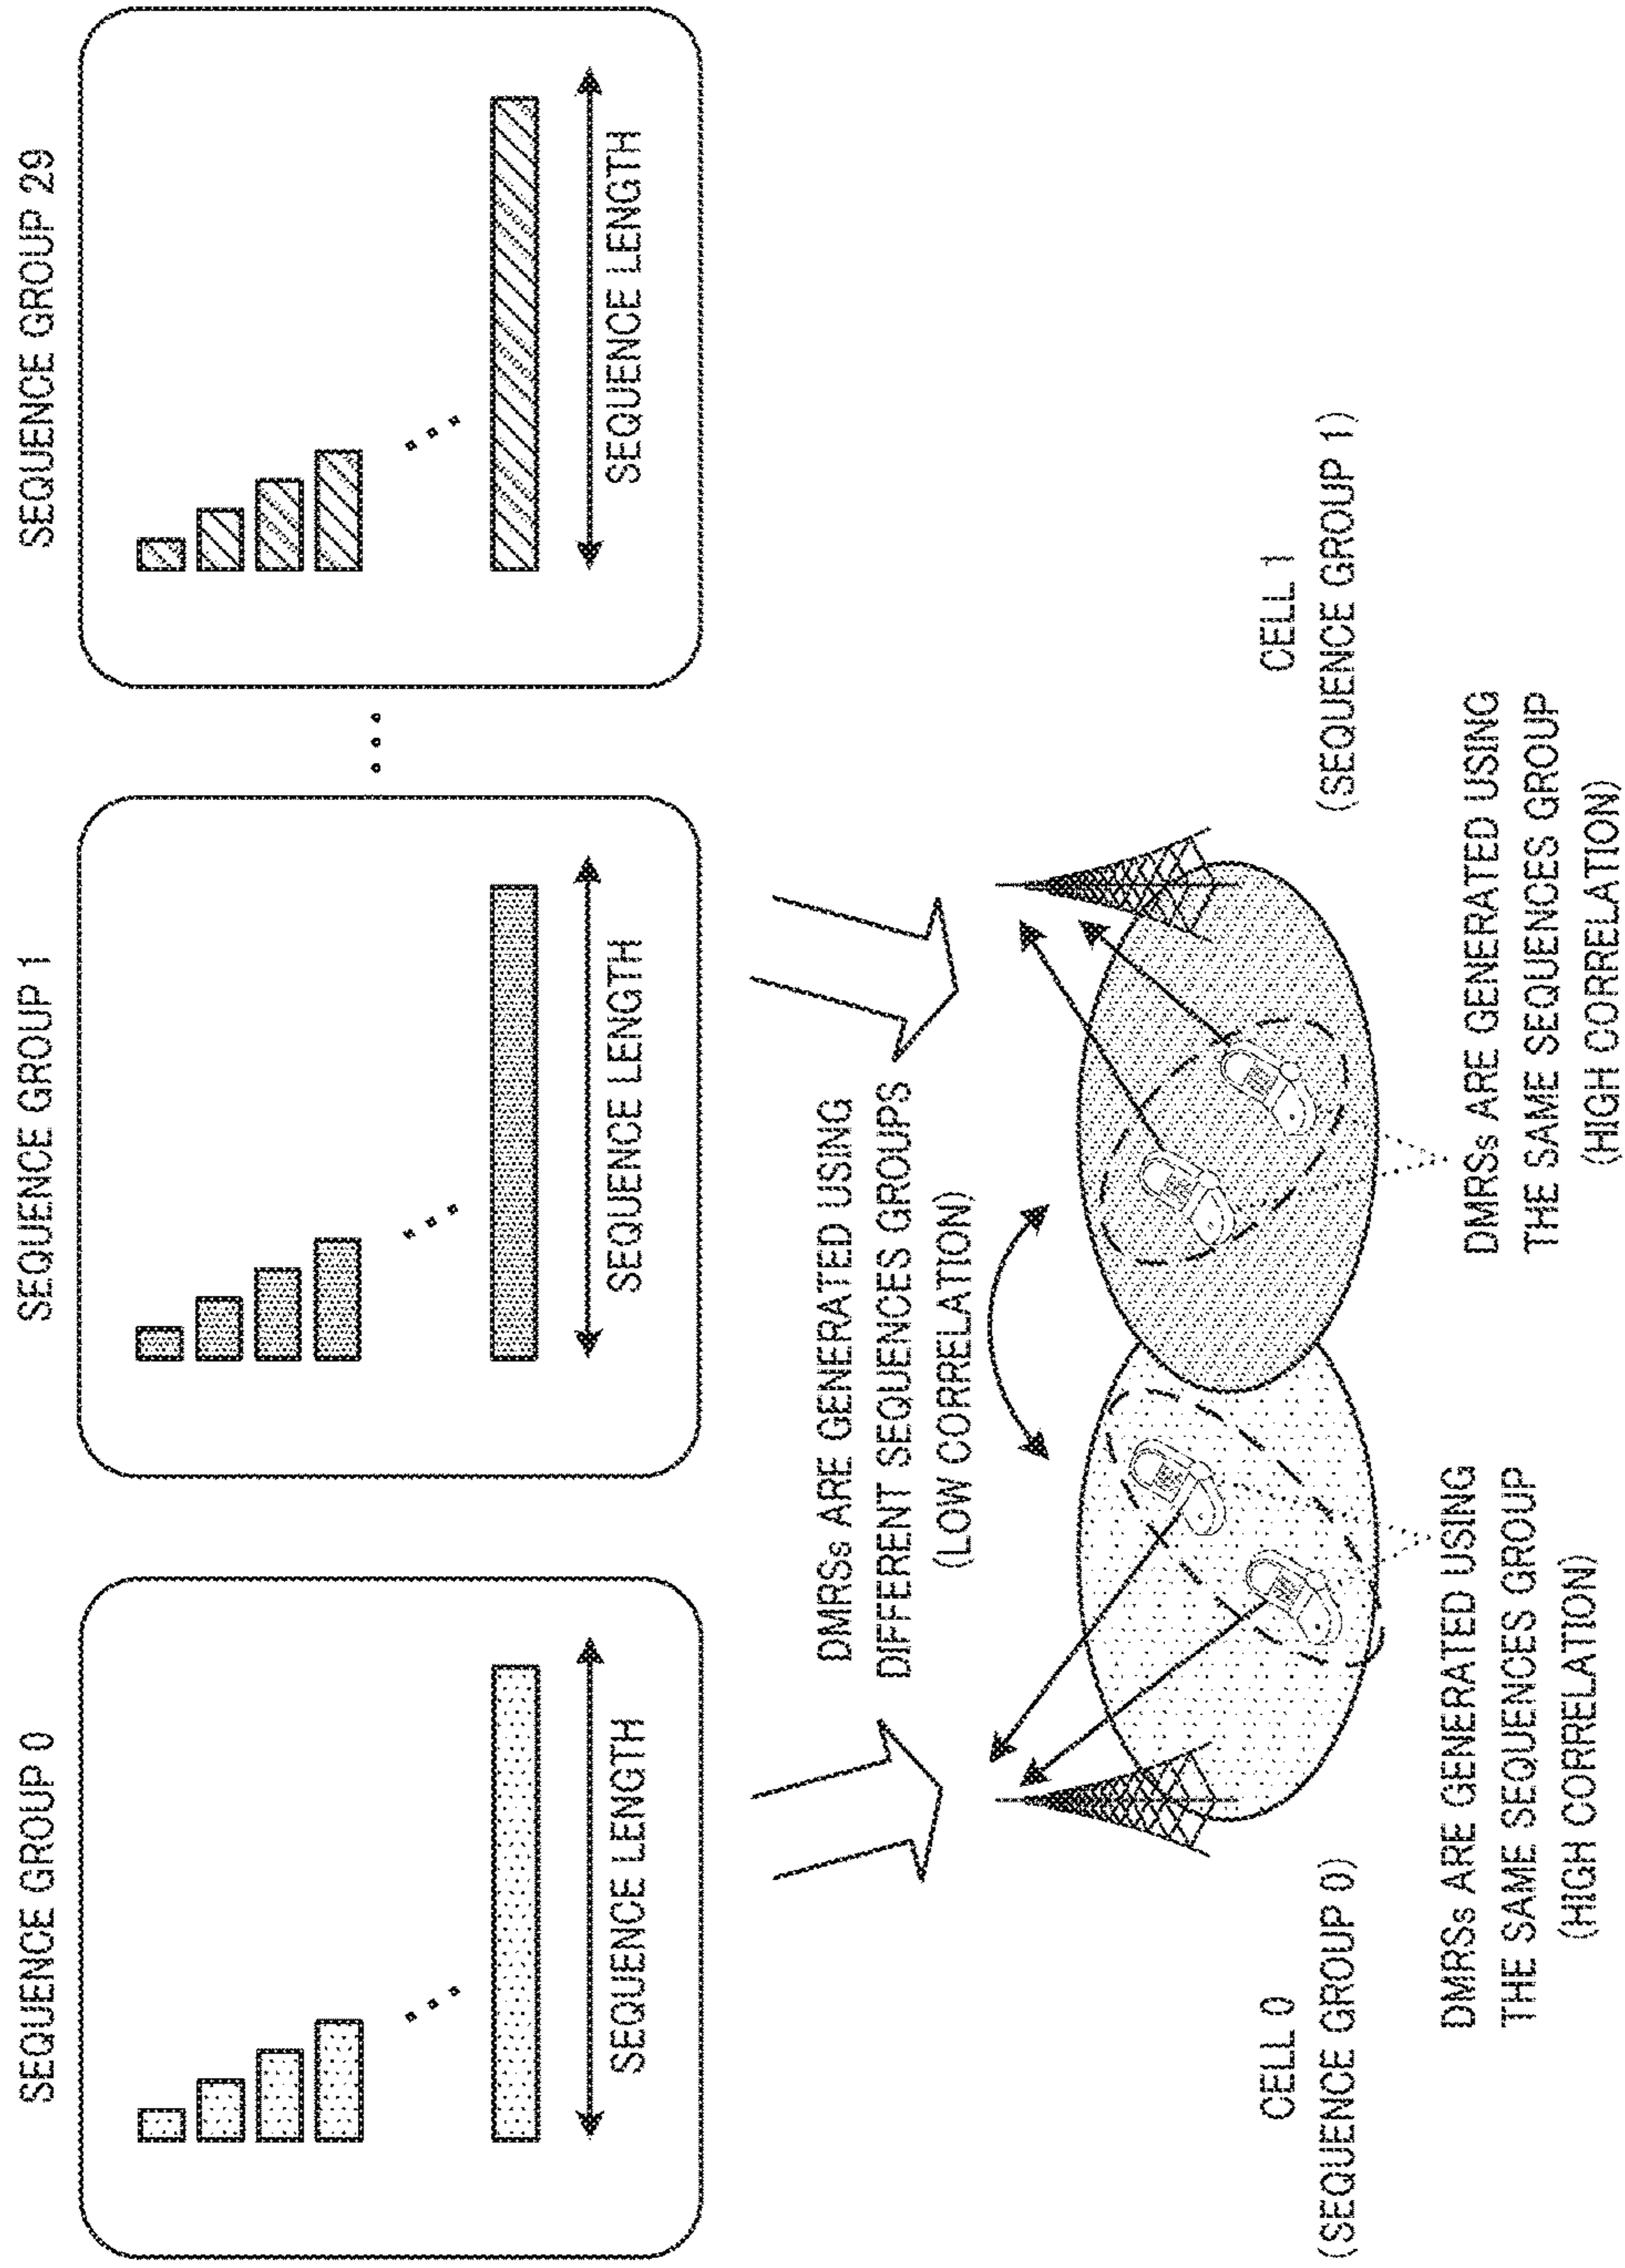 SEQUENCE GROUP 0
SEQUENCE LENGTH
SEQUENCE GROUP 1
SEQUENCE LENGTH
SEQUENCE GROUP 29
SEQUENCE LENGTH
DMRSs ARE GENERATED USING
DIFFERENT SEQUENCES GROUPS
(LOW CORRELATION)
CELL 0
(SEQUENCE GROUP 0)
CELL 1
(SEQUENCE GROUP 1)
DMRSs ARE GENERATED USING
THE SAME SEQUENCES GROUP
(HIGH CORRELATION)
DMRSs ARE GENERATED USING
THE SAME SEQUENCES GROUP
(HIGH CORRELATION)